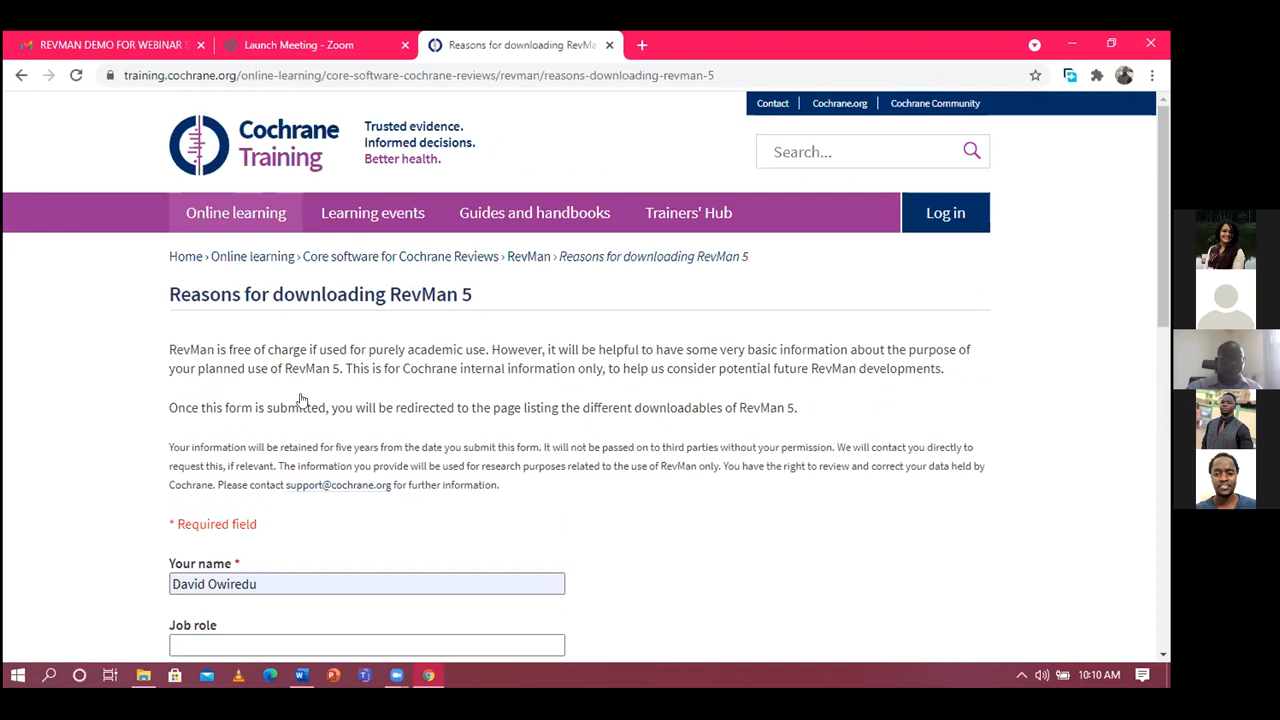 REVMAN DEMO FOR WEBINAR S
Launch Meeting - Zoom
Reasons for downloading RevMa
training.cochrane.org/online-learning/core-software-cochrane-reviews/revman/reasons-downloading-revman-5
Contact
Cochrane.org
Cochrane Community
Cochrane
Training
Trusted evidence.
Informed decisions.
Better health.
Search...
Online learning
Learning events
Guides and handbooks
Trainers' Hub
Log in
Home › Online learning › Core software for Cochrane Reviews › RevMan › Reasons for downloading RevMan 5
Reasons for downloading RevMan 5
RevMan is free of charge if used for purely academic use. However, it will be helpful to have some very basic information about the purpose of
your planned use of RevMan 5. This is for Cochrane internal information only, to help us consider potential future RevMan developments.
Once this form is submitted, you will be redirected to the page listing the different downloadables of RevMan 5.
Your information will be retained for five years from the date you submit this form. It will not be passed on to third parties without your permission. We will contact you directly to
request this, if relevant. The information you provide will be used for research purposes related to the use of RevMan only. You have the right to review and correct your data held by
Cochrane. Please contact support@cochrane.org for further information.
* Required field
Your name *
David Owiredu
Job role
10:10 AM